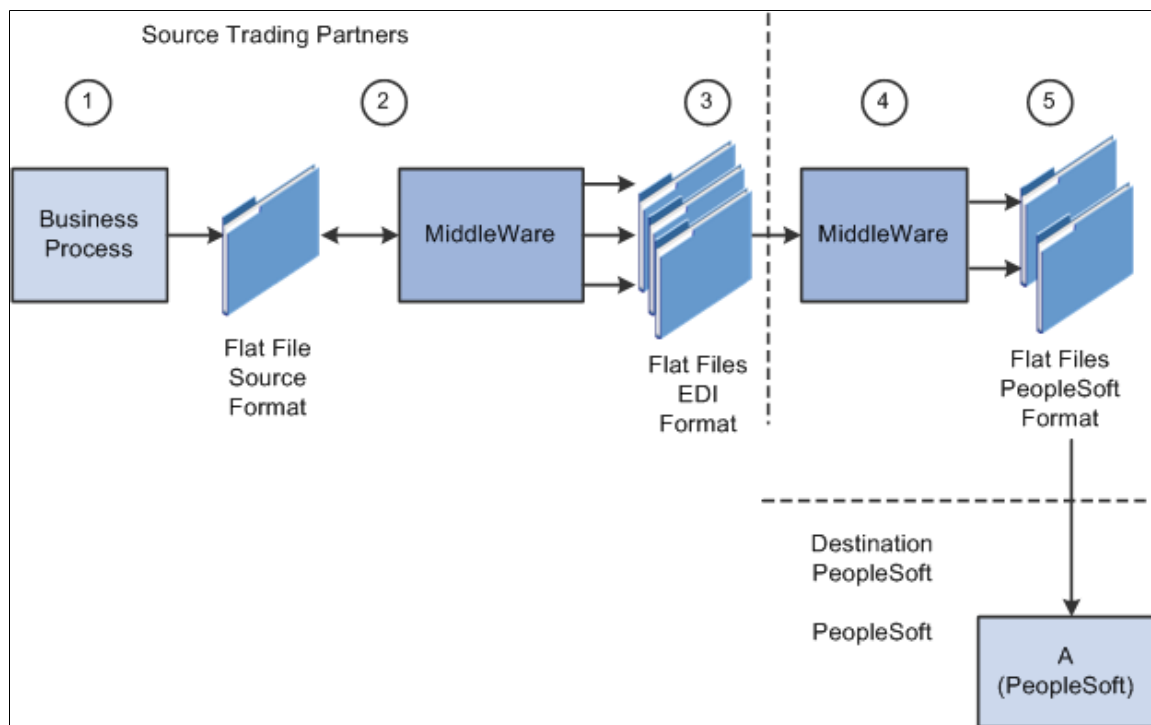 Source Trading Partners
1
2
3
4
5
Business
Process
MiddleWare
MiddleWare
Flat File
Source
Format
Flat Files
EDI
Format
Flat Files
PeopleSoft
Format
Destination
PeopleSoft
PeopleSoft
A
(PeopleSoft)